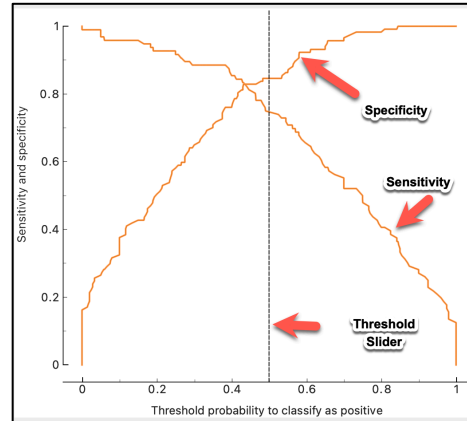 1
0.8
0.6
0.4
0.2
0
Sensitivity and specificity
Specificity
Sensitivity
Threshold
Slider
0
0.2
0.4
0.6
0.8
1
Threshold probability to classify as positive